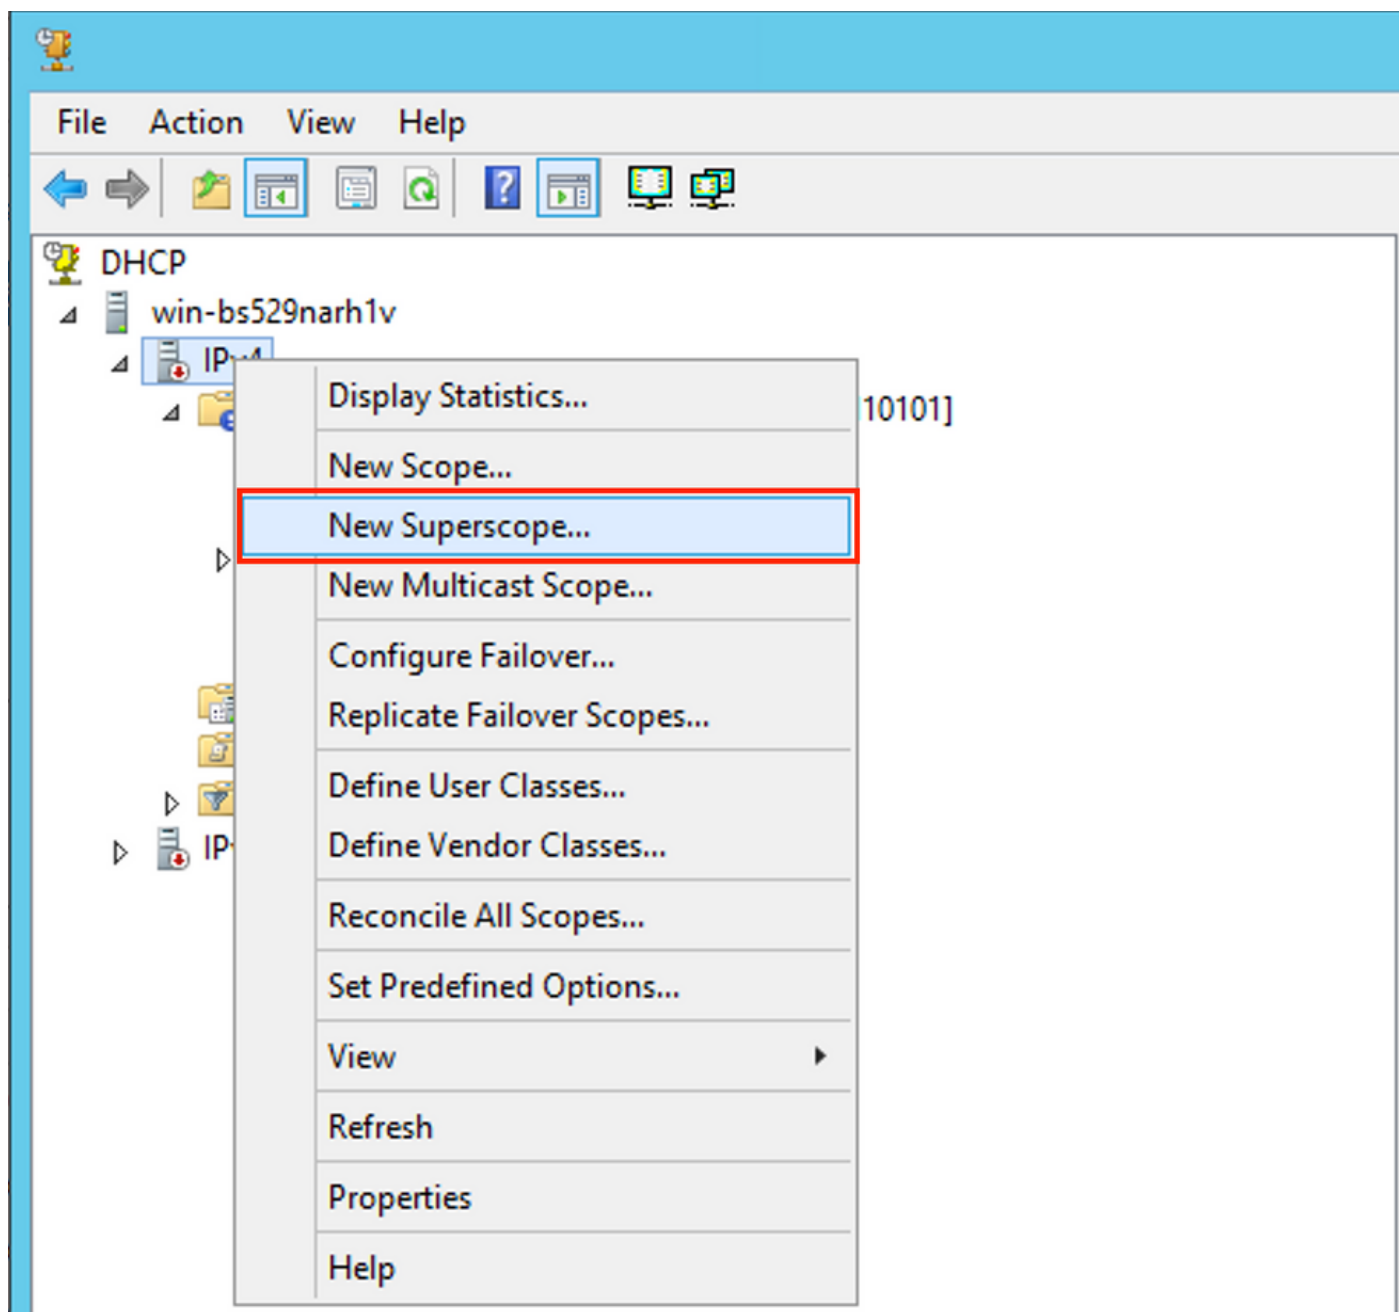 File Action View Help
DHCP
win-bs529narh1v
10101]
Display Statistics...
New Scope...
New Superscope...
New Multicast Scope...
Configure Failover...
Replicate Failover Scopes...
Define User Classes...
Define Vendor Classes...
Reconcile All Scopes...
Set Predefined Options...
View
Refresh
Properties
Help